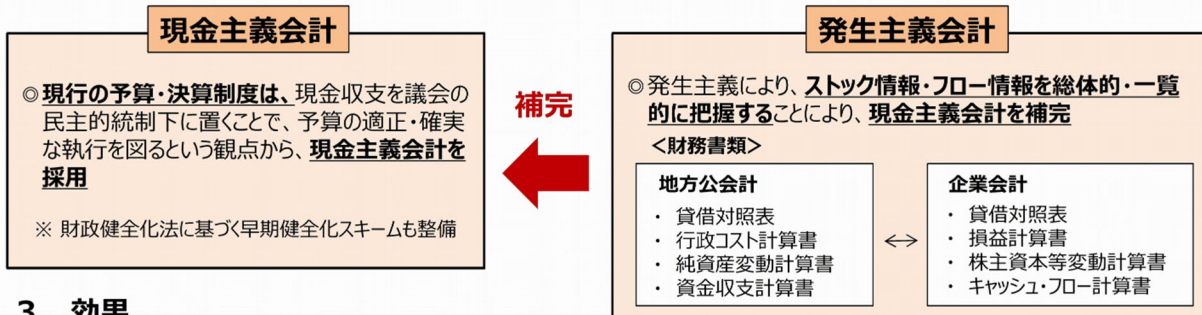 現金主義会計
◎現行の予算・決算制度は、現金収支を議会の
民主的統制下に置くことで、予算の適正・確実
な執行を図るという観点から、現金主義会計を
採用
※ 財政健全化法に基づく早期健全化スキームも整備
補完
発生主義会計
◎発生主義により、ストック情報・フロー情報を総体的・一覧
的に把握することにより、現金主義会計を補完
<財務書類>
地方公会計
・ 貸借対照表
・ 行政コスト計算書
・ 純資産変動計算書
・ 資金収支計算書
↔
企業会計
・ 貸借対照表
・ 損益計算書
・ 株主資本等変動計算書
・ キャッシュ・フロー計算書
3 効果